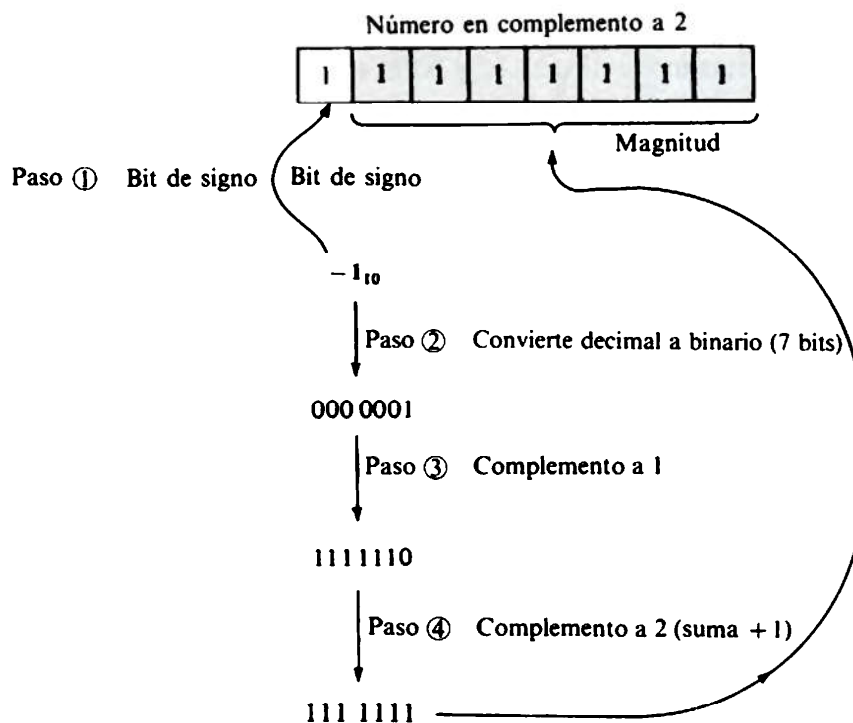 Número en complemento a 2
1 1 1 1 1 1 1 1
Magnitud
Paso ① Bit de signo Bit de signo
−1₁₀
Paso ② Convierte decimal a binario (7 bits)
000 0001
Paso ③ Complemento a 1
111 1110
Paso ④ Complemento a 2 (suma + 1)
111 1111